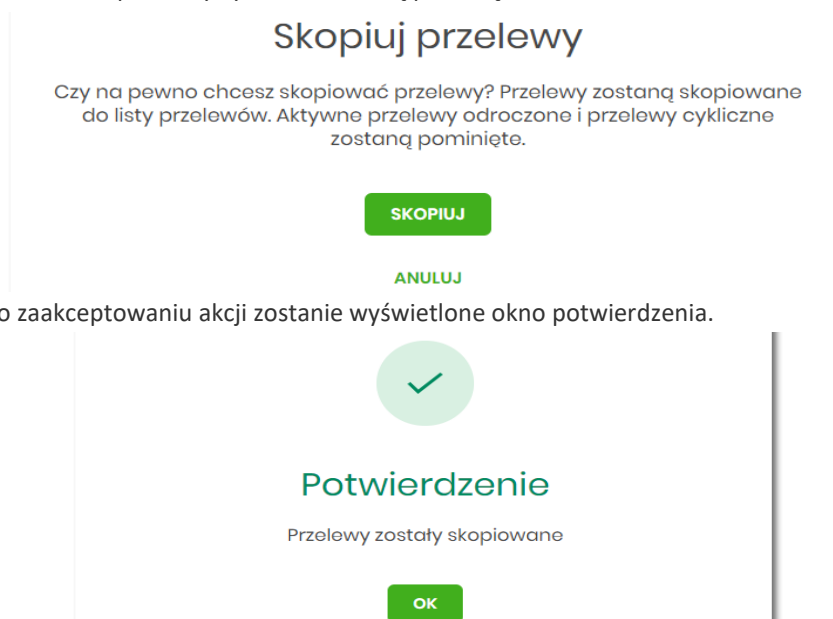 Skopiuj przelewy
Czy na pewno chcesz skopiować przelewy? Przelewy zostaną skopiowane
do listy przelewów. Aktywne przelewy odroczone i przelewy cykliczne
zostaną pominięte.
SKOPIUJ
ANULUJ
o zaakceptowaniu akcji zostanie wyświetlone okno potwierdzenia.
Potwierdzenie
Przelewy zostały skopiowane
OK